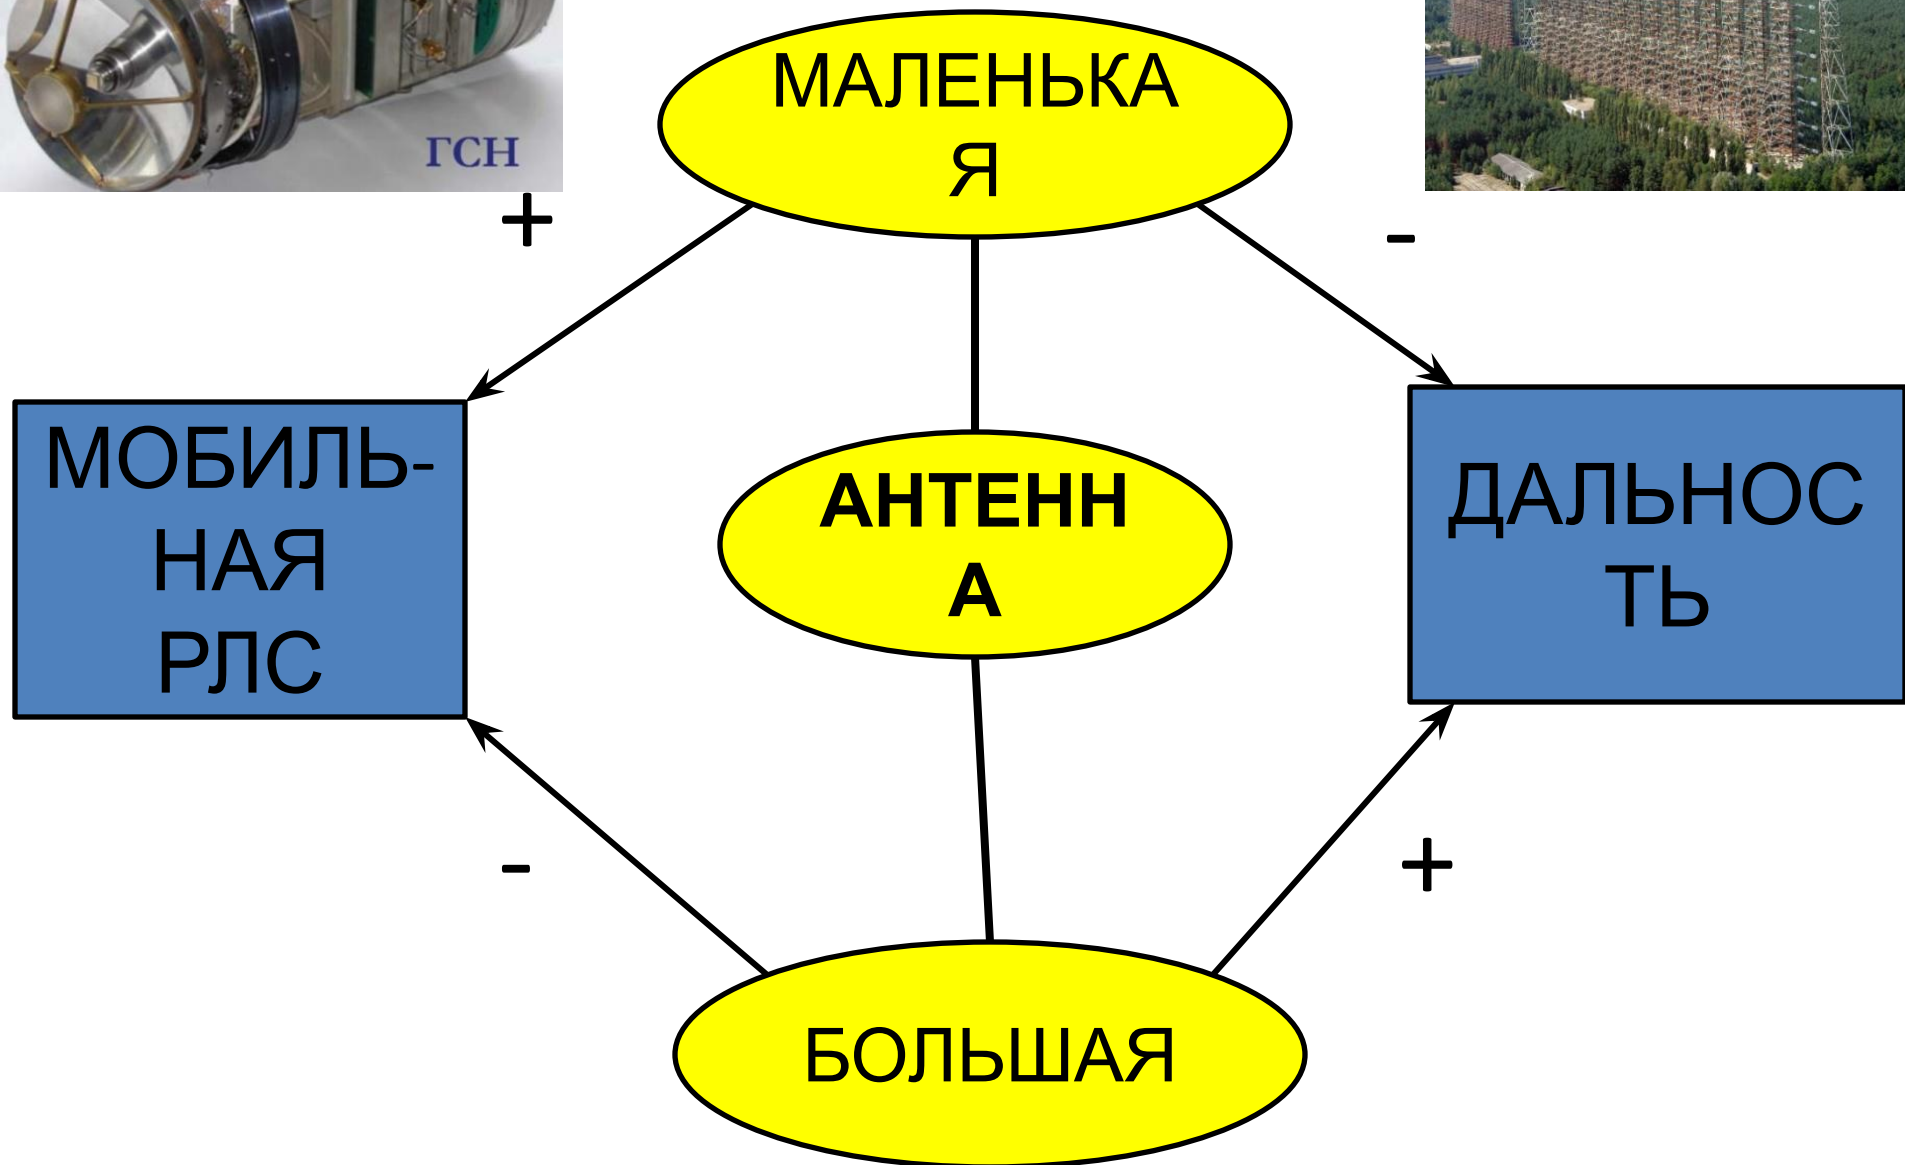 ГСН
МАЛЕНЬКА
Я
+
-
МОБИЛЬ-
НАЯ
РЛС
АНТЕНН
А
ДАЛЬНОС
ТЬ
-
+
БОЛЬШАЯ